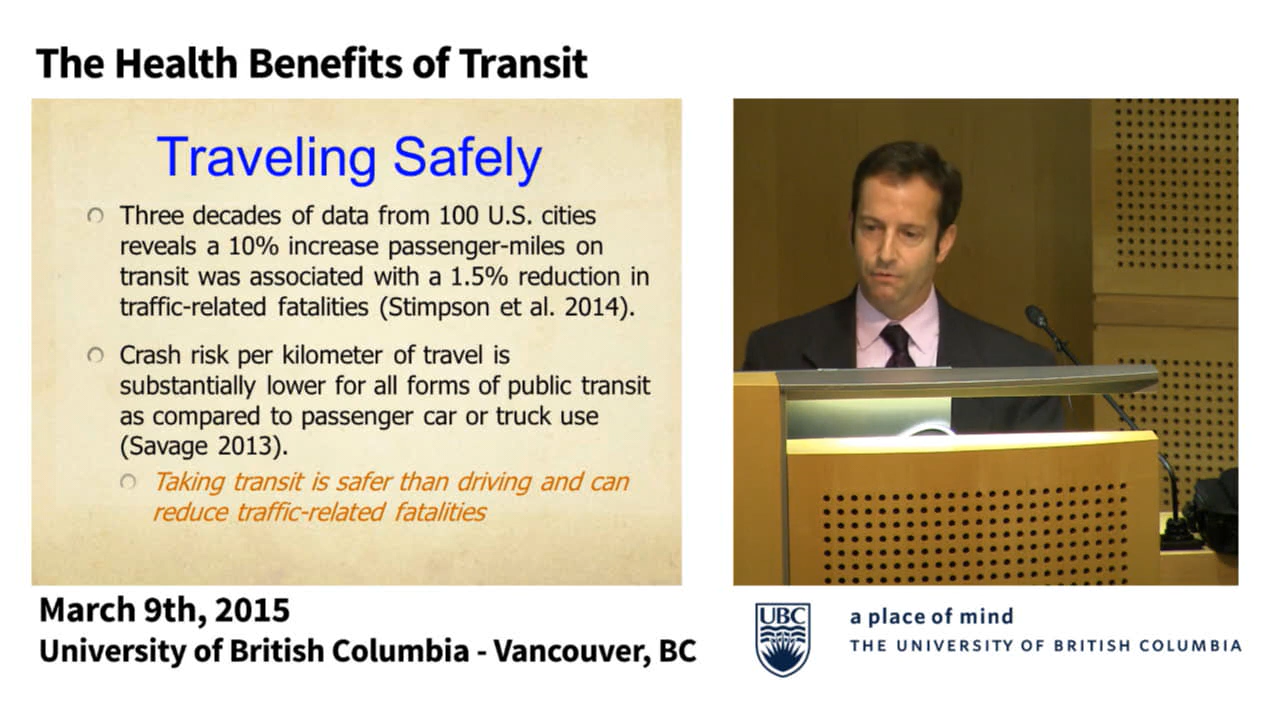 The Health Benefits of Transit
Traveling Safely
Three decades of data from 100 U.S. cities
reveals a 10% increase passenger-miles on
transit was associated with a 1.5% reduction in
traffic-related fatalities (Stimpson et al. 2014).
Crash risk per kilometer of travel is
substantially lower for all forms of public transit
as compared to passenger car or truck use
(Savage 2013).
Taking transit is safer than driving and can
reduce traffic-related fatalities
March 9th, 2015
University of British Columbia - Vancouver, BC
UBC
a place of mind
THE UNIVERSITY OF BRITISH COLUMBIA